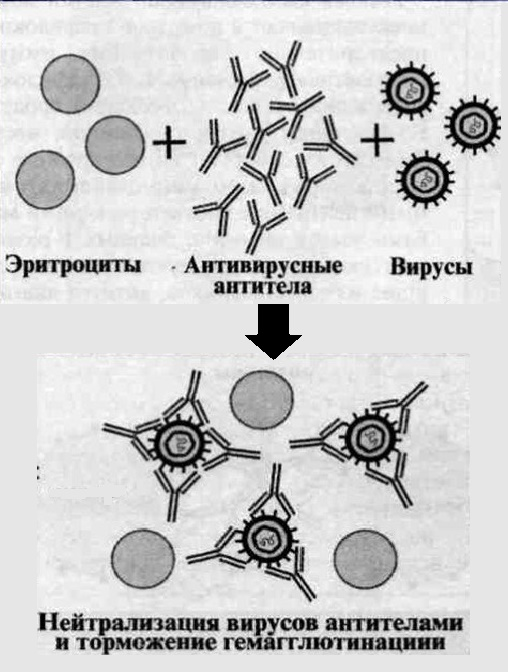 Эритроциты
Антивирусные
антитела
Вирусы
Нейтрализация вирусов антителами
и торможение гемагглютинациии